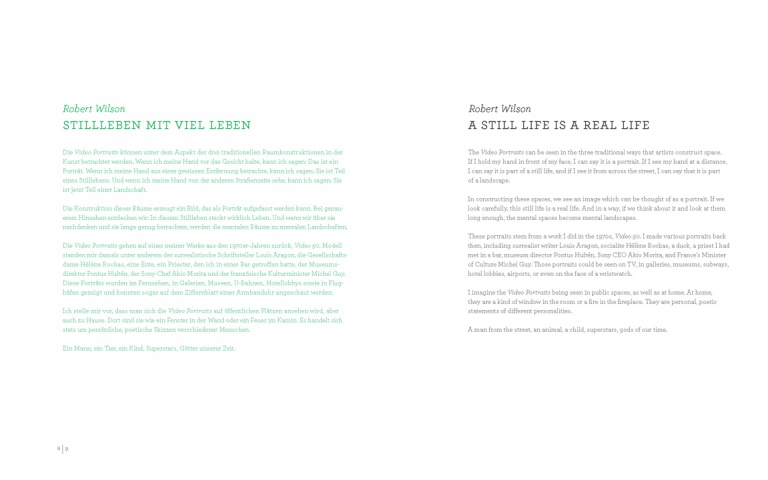 Robert Wilson
STILLLEBEN MIT VIEL LEBEN
Die Video Portraits können unter dem Aspekt der drei traditionellen Raumkonstruktionen in der
Kunst betrachtet werden. Wenn ich meine Hand vor das Gesicht halte, kann ich sagen: Das ist ein
Porträt. Wenn ich meine Hand aus einer gewissen Entfernung betrachte, kann ich sagen: Sie ist Teil
eines Stilllebens. Und wenn ich meine Hand von der anderen Straßenseite sehe, kann ich sagen: Sie
ist jetzt Teil einer Landschaft.
Die Konstruktion dieser Räume erzeugt ein Bild, das als Porträt aufgefasst werden kann. Bei genau-
erem Hinsehen entdecken wir: In diesem Stillleben steckt wirklich Leben. Und wenn wir über sie
nachdenken und sie lange genug betrachten, werden die mentalen Räume zu mentalen Landschaften.
Die Video Portraits gehen auf eines meiner Werke aus den 1970er-Jahren zurück, Video 50. Modell
standen mir damals unter anderem der surrealistische Schriftsteller Louis Aragon, die Gesellschafts-
dame Hélène Rochas, eine Ente, ein Priester, den ich in einer Bar getroffen hatte, der Museums-
direktor Pontus Hultén, der Sony-Chef Akio Morita und der französische Kulturminister Michel Guy.
Diese Porträts wurden im Fernsehen, in Galerien, Museen, U-Bahnen, Hotellobbys sowie in Flug-
häfen gezeigt und konnten sogar auf dem Ziffernblatt einer Armbanduhr angeschaut werden.
Ich stelle mir vor, dass man sich die Video Portraits auf öffentlichen Plätzen ansehen wird, aber
auch zu Hause. Dort sind sie wie ein Fenster in der Wand oder ein Feuer im Kamin. Es handelt sich
stets um persönliche, poetische Skizzen verschiedener Menschen.
Ein Mann, ein Tier, ein Kind, Superstars, Götter unserer Zeit.
8 | 9
Robert Wilson
A STILL LIFE IS A REAL LIFE
The Video Portraits can be seen in the three traditional ways that artists construct space.
If I hold my hand in front of my face, I can say it is a portrait. If I see my hand at a distance,
I can say it is part of a still life, and if I see it from across the street, I can say that it is part
of a landscape.
In constructing these spaces, we see an image which can be thought of as a portrait. If we
look carefully, this still life is a real life. And in a way, if we think about it and look at them
long enough, the mental spaces become mental landscapes.
These portraits stem from a work I did in the 1970s, Video 50. I made various portraits back
then, including surrealist writer Louis Aragon, socialite Hélène Rochas, a duck, a priest I had
met in a bar, museum director Pontus Hultén, Sony CEO Akio Morita, and France's Minister
of Culture Michel Guy. Those portraits could be seen on TV, in galleries, museums, subways,
hotel lobbies, airports, or even on the face of a wristwatch.
I imagine the Video Portraits being seen in public spaces, as well as at home. At home,
they are a kind of window in the room or a fire in the fireplace. They are personal, poetic
statements of different personalities.
A man from the street, an animal, a child, superstars, gods of our time.